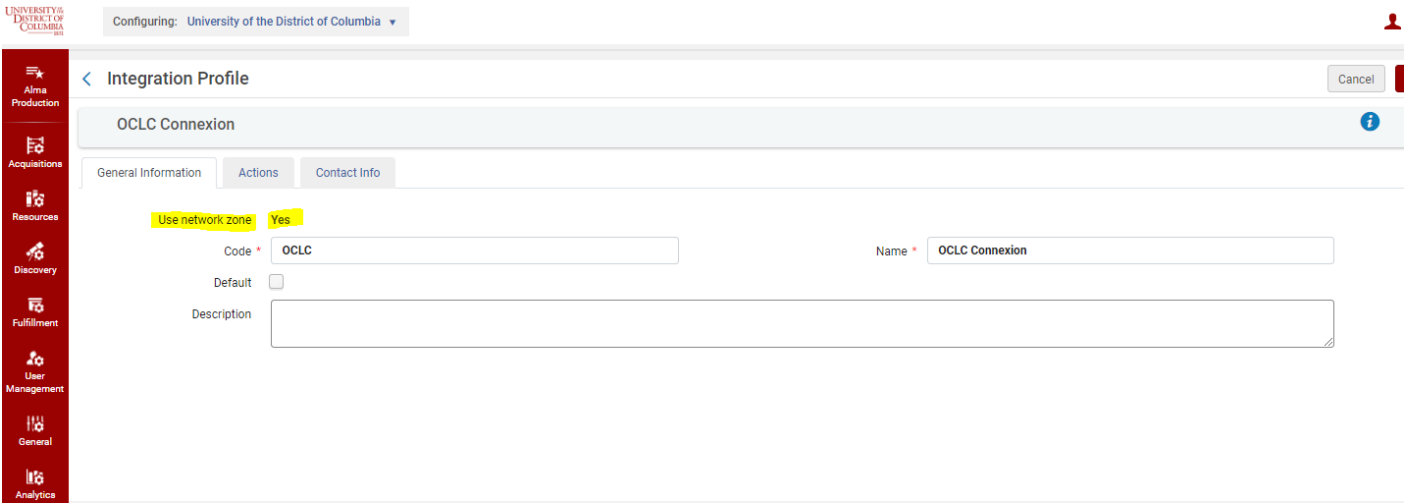 UNIVERSITY of the
DISTRICT OF
COLUMBIA
1851
Configuring: University of the District of Columbia
Alma
Production
Integration Profile
Cancel
OCLC Connexion
i
Acquisitions
General Information Actions Contact Info
Resources
Use network zone Yes
Code * OCLC Name * OCLC Connexion
Discovery
Default
Fulfillment
Description
User
Management
General
Analytics